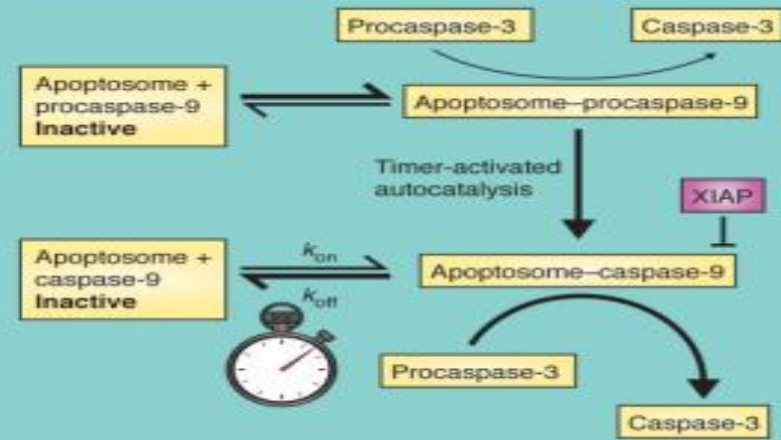 Procaspase-3
Caspase-3
Apoptosome +
procaspase-9
Inactive
Apoptosome–procaspase-9
Timer-activated
autocatalysis
XIAP
Apoptosome +
caspase-9
Inactive
kon
koff
Apoptosome–caspase-9
Procaspase-3
Caspase-3